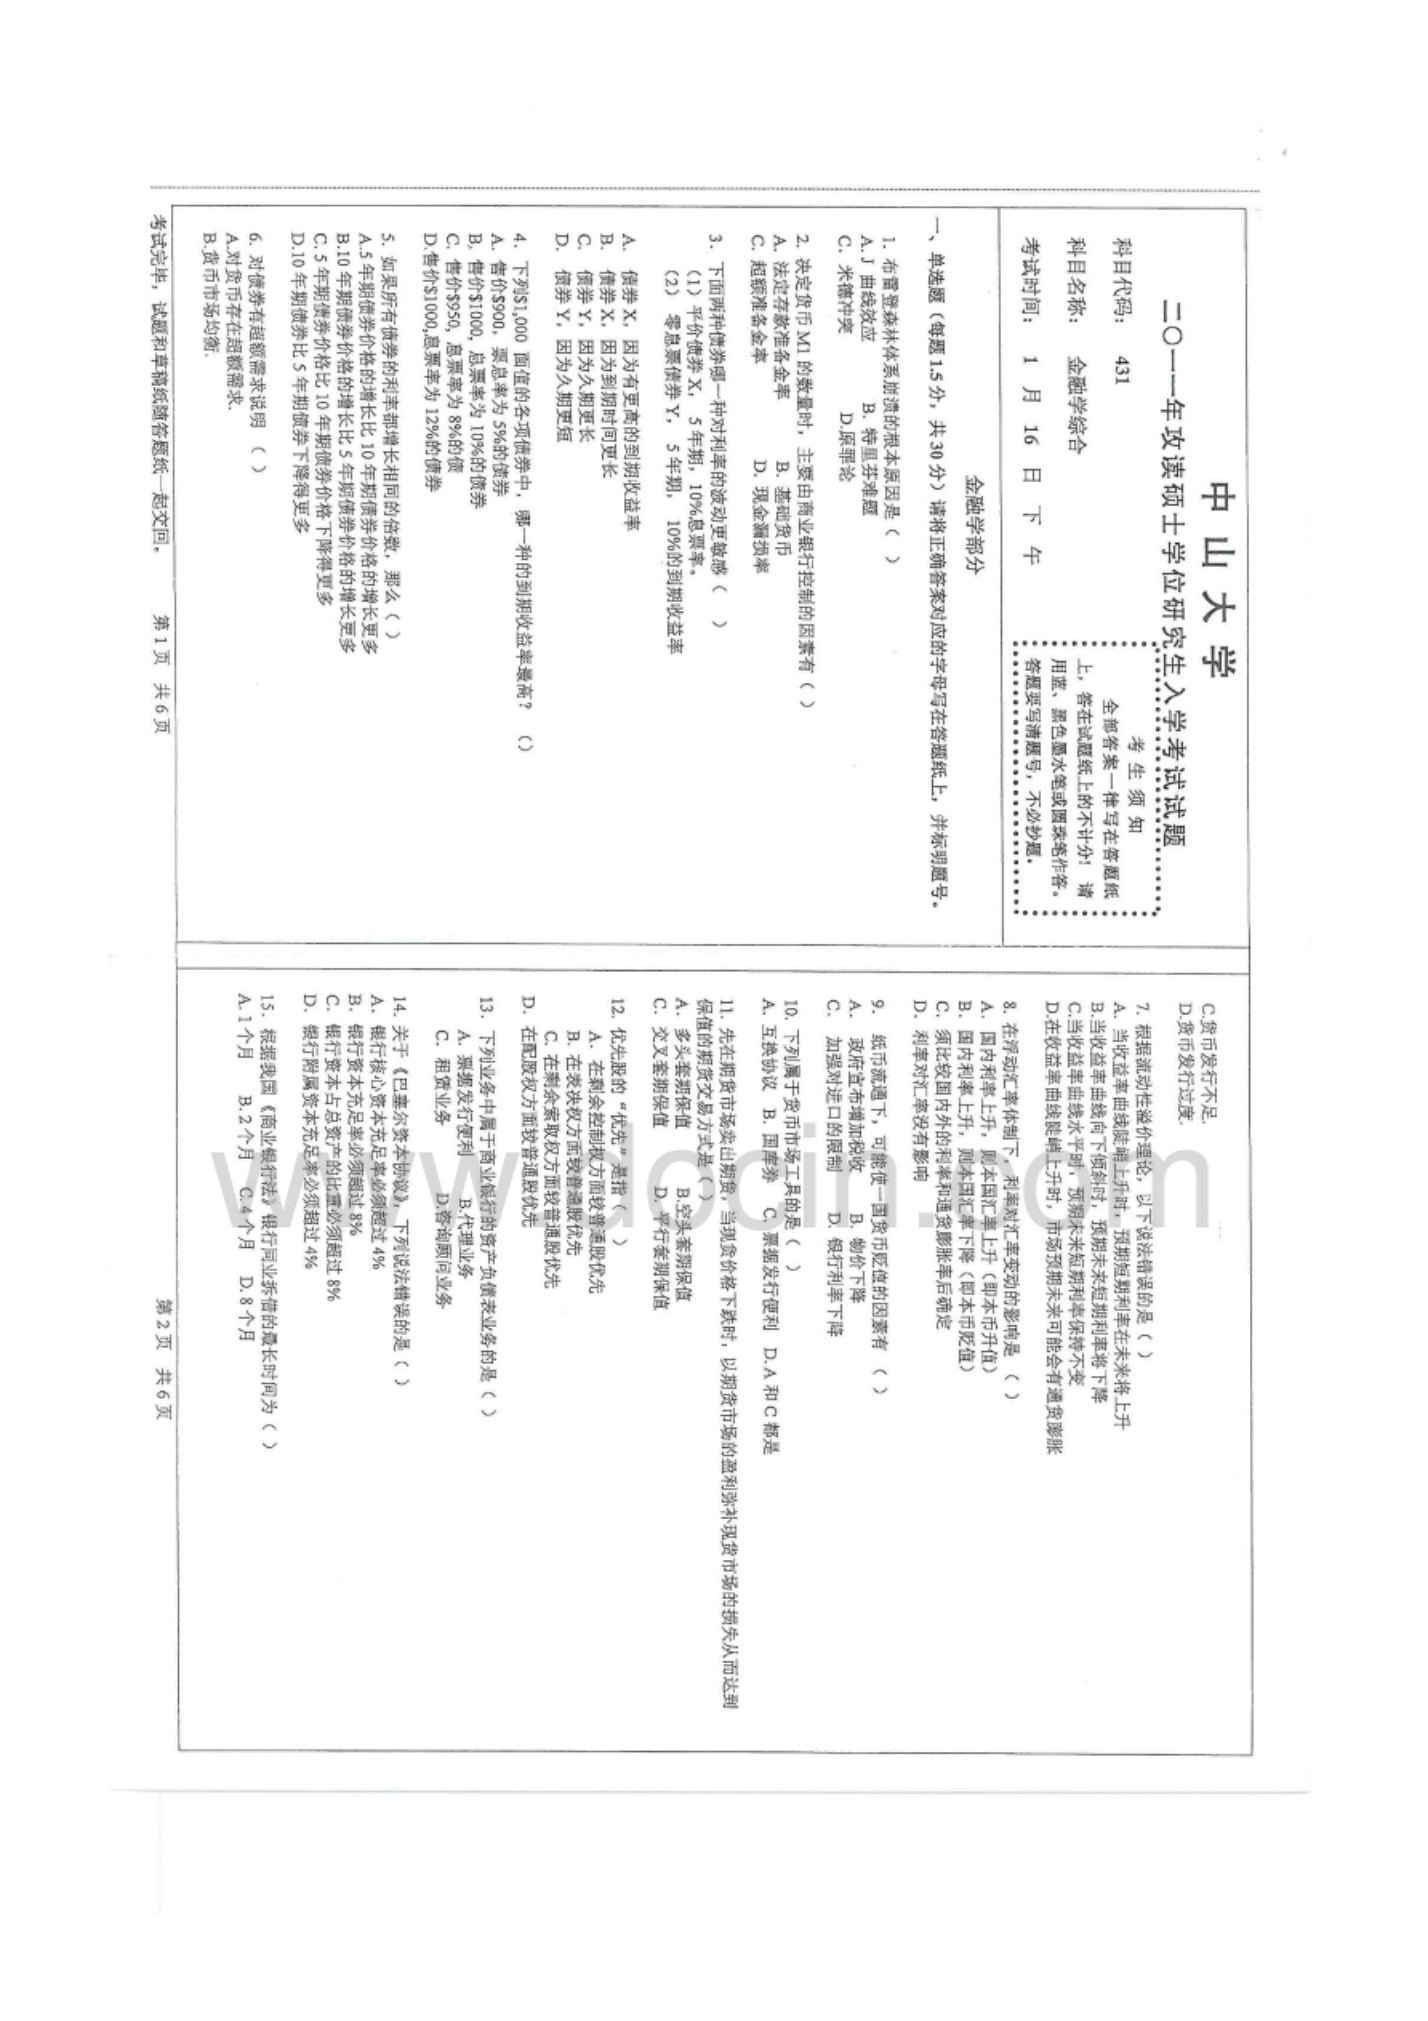 中 山 大 学
二〇一一年攻读硕士学位研究生入学考试试题
科目代码： 431
科目名称： 金融学综合
考试时间： 1 月 16 日 下 午
考 生 须 知
全部答案一律写在答题纸
上，答在试题纸上的不计分！ 请
用蓝、黑色墨水笔或圆珠笔作答。
答题要写清题号，不必抄题。
金融学部分
一、单选题（每题 1.5 分，共 30 分）请将正确答案对应的字母写在答题纸上，并标明题号。
1. 布雷登森林体系崩溃的根本原因是（ ）
A. J 曲线效应 B. 特里芬难题
C. 米德冲突 D.原罪论
2. 决定货币 M1 的数量时，主要由商业银行控制的因素有（ ）
A. 法定存款准备金率 B. 基础货币
C. 超额准备金率 D. 现金漏损率
3. 下面两种债券哪一种对利率的波动更敏感（ ）
（1）平价债券 X， 5 年期，10%息票率。
（2） 零息票债券 Y， 5 年期， 10%的到期收益率
A. 债券 X，因为有更高的到期收益率
B. 债券 X，因为到期时间更长
C. 债券 Y，因为久期更长
D. 债券 Y，因为久期更短
4. 下列$1,000 面值的各项债券中，哪一种的到期收益率最高？ （）
A. 售价$900，票息率为 5%的债券
B. 售价$1000, 息票率为 10%的债券
C. 售价$950, 息票率为 8%的债
D.售价$1000,息票率为 12%的债券
5. 如果所有债券的利率都增长相同的倍数，那么（ ）
A.5 年期债券价格的增长比 10 年期债券价格的增长更多
B.10 年期债券价格的增长比 5 年期债券价格的增长更多
C. 5 年期债券价格比 10 年期债券价格下降得更多
D.10 年期债券比 5 年期债券下降得更多
6. 对债券有超额需求说明 （ ）
A.对货币存在超额需求.
B.货币市场均衡.
考试完毕，试题和草稿纸随答题纸一起交回。 第 1 页 共 6 页
C.货币发行不足.
D.货币发行过度.
7. 根据流动性溢价理论，以下说法错误的是（ ）
A. 当收益率曲线陡峭上升时，预期短期利率在未来将上升
B.当收益率曲线向下倾斜时，预期未来短期利率将下降
C.当收益率曲线水平时，预期未来短期利率保持不变
D.在收益率曲线陡峭上升时，市场预期未来可能会有通货膨胀
8. 在浮动汇率体制下，利率对汇率变动的影响是 （ ）
A. 国内利率上升，则本国汇率上升（即本币升值）
B. 国内利率上升，则本国汇率下降（即本币贬值）
C. 须比较国内外的利率和通货膨胀率后确定
D. 利率对汇率没有影响
9. 纸币流通下，可能使一国货币贬值的因素有 （ ）
A. 政府宣布增加税收 B. 物价下降
C. 加强对进口的限制 D. 银行利率下降
10. 下列属于货币市场工具的是（ ）
A. 互换协议 B. 国库券 C. 票据发行便利 D. A 和 C 都是
11. 先在期货市场卖出期货，当现货价格下跌时，以期货市场的盈利弥补现货市场的损失从而达到
保值的期货交易方式是（ ）
A. 多头套期保值 B.空头套期保值
C. 交叉套期保值 D. 平行套期保值
12. 优先股的“优先”是指（ ）
A. 在剩余控制权方面较普通股优先
B. 在表决权方面较普通股优先
C. 在剩余索取权方面较普通股优先
D. 在配股权方面较普通股优先
13. 下列业务中属于商业银行的资产负债表业务的是（ ）
A. 票据发行便利 B.代理业务
C. 租赁业务 D.咨询顾问业务
14. 关于《巴塞尔资本协议》，下列说法错误的是（ ）
A. 银行核心资本充足率必须超过 4%
B. 银行资本充足率必须超过 8%
C. 银行资本占总资产的比重必须超过 8%
D. 银行附属资本充足率必须超过 4%
15. 根据我国《商业银行法》，银行同业拆借的最长时间为（ ）
A. 1 个月 B. 2 个月 C. 4 个月 D. 8 个月
第 2 页 共 6 页
www.docin.com